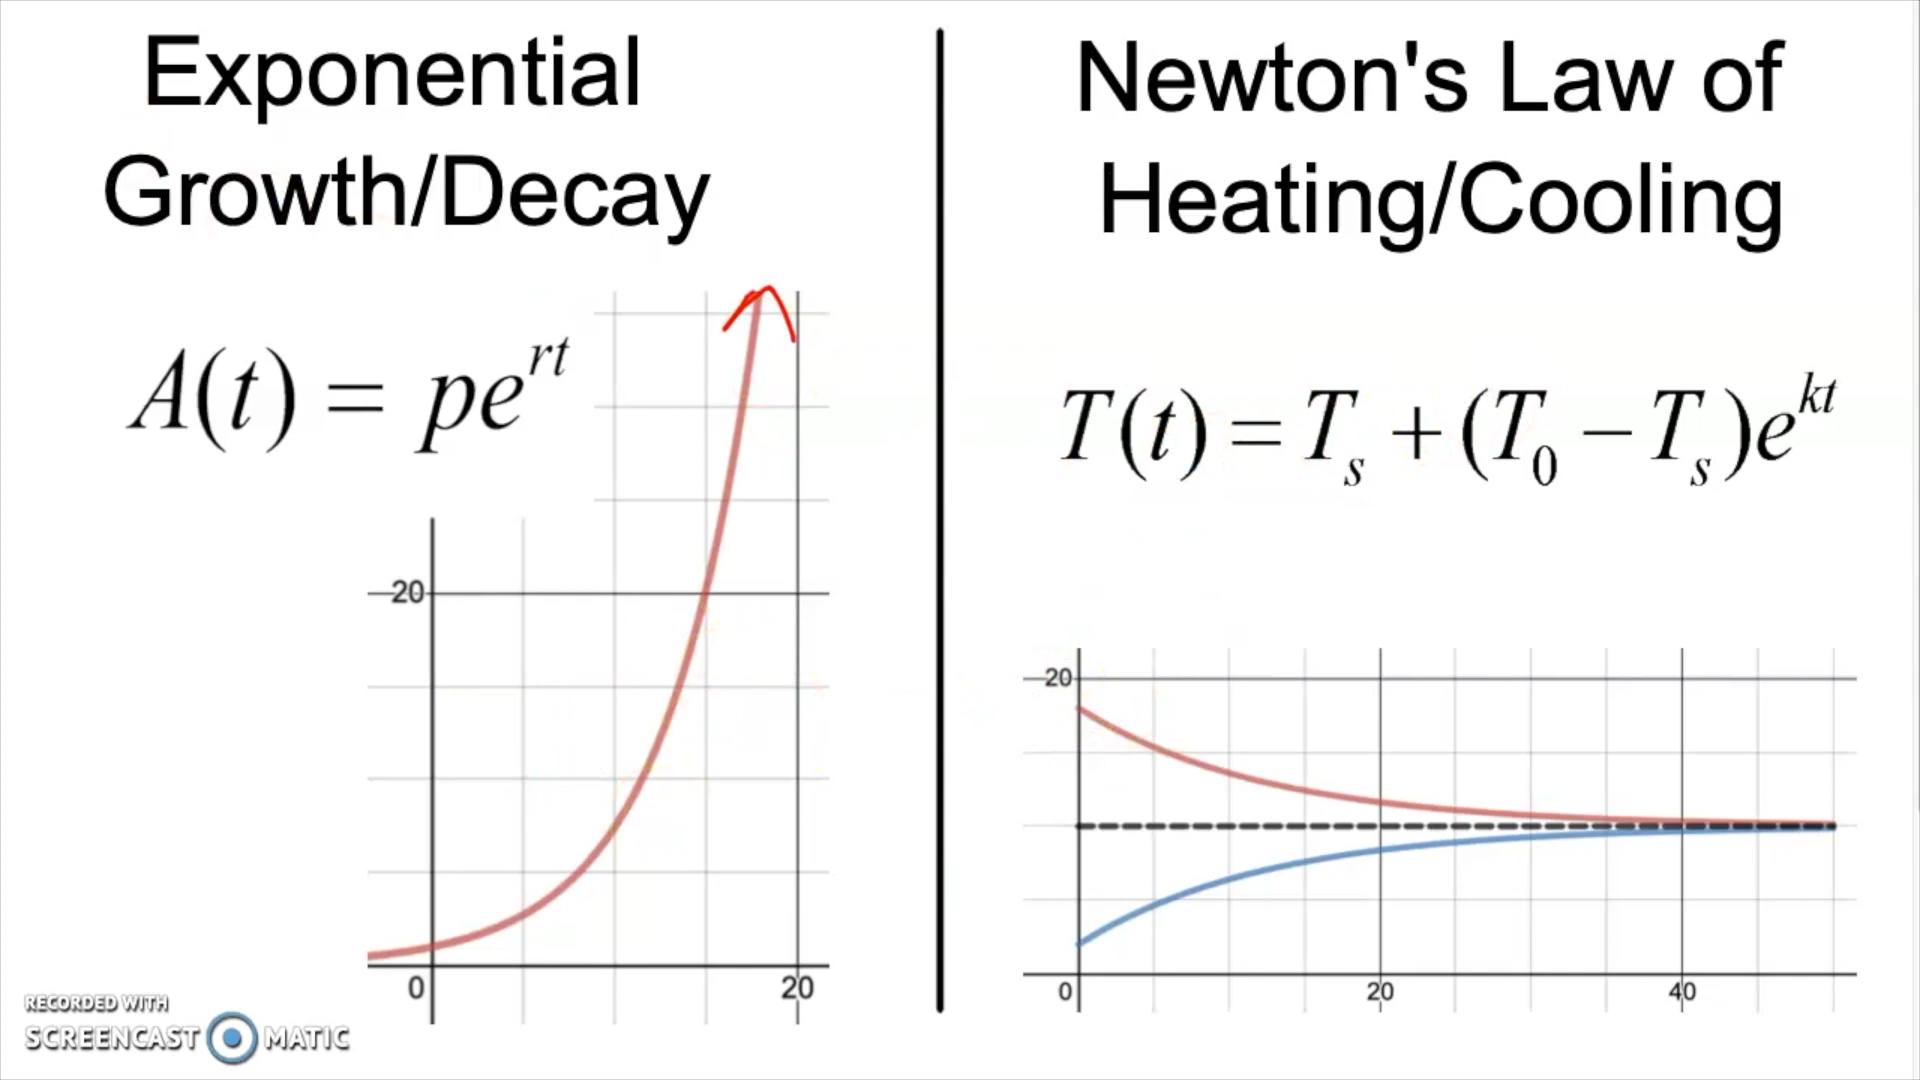 Exponential
Growth/Decay
A(t) = pe^{rt}
20
0
20
Newton's Law of
Heating/Cooling
T(t) = T_s + (T_0 − T_s)e^{kt}
20
0
20
40
RECORDED WITH
SCREENCAST MATIC